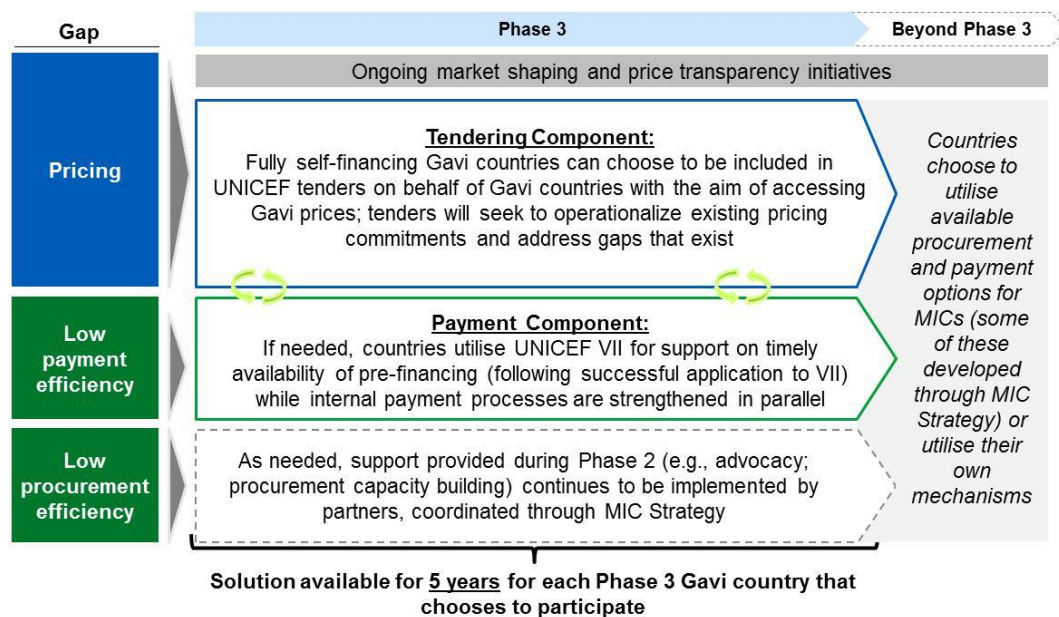 Gap
Phase 3
Beyond Phase 3
Ongoing market shaping and price transparency initiatives
Pricing
Tendering Component:
Fully self-financing Gavi countries can choose to be included in
UNICEF tenders on behalf of Gavi countries with the aim of accessing
Gavi prices; tenders will seek to operationalize existing pricing
commitments and address gaps that exist
Low
payment
efficiency
Payment Component:
If needed, countries utilise UNICEF VII for support on timely
availability of pre-financing (following successful application to VII)
while internal payment processes are strengthened in parallel
Low
procurement
efficiency
As needed, support provided during Phase 2 (e.g., advocacy;
procurement capacity building) continues to be implemented by
partners, coordinated through MIC Strategy
Countries
choose to
utilise
available
procurement
and payment
options for
MICs (some
of these
developed
through MIC
Strategy) or
utilise their
own
mechanisms
Solution available for 5 years for each Phase 3 Gavi country that
chooses to participate